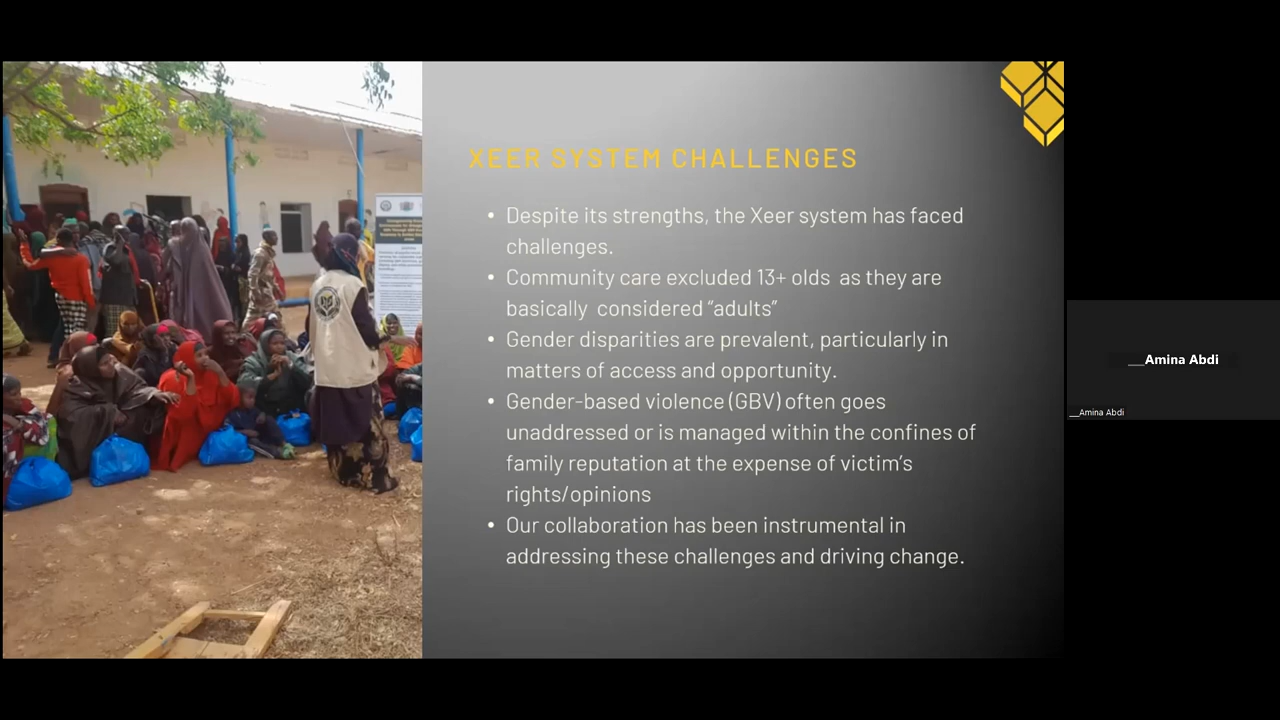 XEER SYSTEM CHALLENGES
• Despite its strengths, the Xeer system has faced
challenges.
• Community care excluded 13+ olds as they are
basically considered “adults”
• Gender disparities are prevalent, particularly in
matters of access and opportunity.
• Gender-based violence (GBV) often goes
unaddressed or is managed within the confines of
family reputation at the expense of victim’s
rights/opinions
• Our collaboration has been instrumental in
addressing these challenges and driving change.
__Amina Abdi
__Amina Abdi